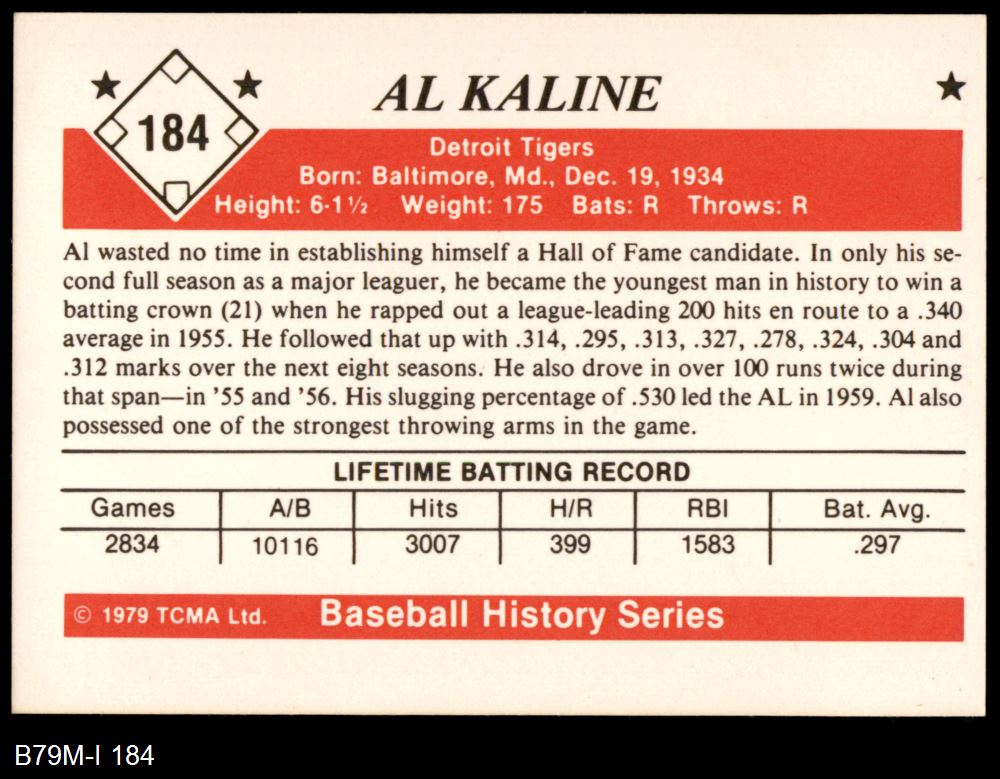 184
AL KALINE
Detroit Tigers
Born: Baltimore, Md., Dec. 19, 1934
Height: 6-1 ½ Weight: 175 Bats: R Throws: R
Al wasted no time in establishing himself a Hall of Fame candidate. In only his se-
cond full season as a major leaguer, he became the youngest man in history to win a
batting crown (21) when he rapped out a league-leading 200 hits en route to a .340
average in 1955. He followed that up with .314, .295, .313, .327, .278, .324, .304 and
.312 marks over the next eight seasons. He also drove in over 100 runs twice during
that span—in ’55 and ’56. His slugging percentage of .530 led the AL in 1959. Al also
possessed one of the strongest throwing arms in the game.
LIFETIME BATTING RECORD
Games A/B Hits H/R RBI Bat. Avg.
2834 10116 3007 399 1583 .297
© 1979 TCMA Ltd. Baseball History Series
B79M-I 184